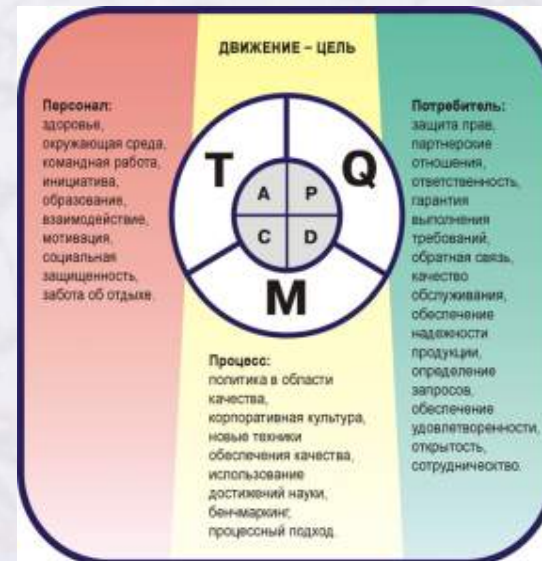 ДВИЖЕНИЕ – ЦЕЛЬ
Персонал:
здоровье,
окружающая среда,
командная работа,
инициатива,
образование,
взаимодействие,
мотивация,
социальная
защищенность,
забота об отдыхе.
T
Q
M
A
P
C
D
Процесс:
политика в области
качества,
корпоративная культура,
новые техники
обеспечения качества,
использование
достижений науки,
бенчмаркинг,
процессный подход.
Потребитель:
защита прав,
партнерские
отношения,
ответственность,
гарантия
выполнения
требований,
обратная связь,
качество
обслуживания,
обеспечение
надежности
продукции,
определение
запросов,
обеспечение
удовлетворенности,
открытость,
сотрудничество.